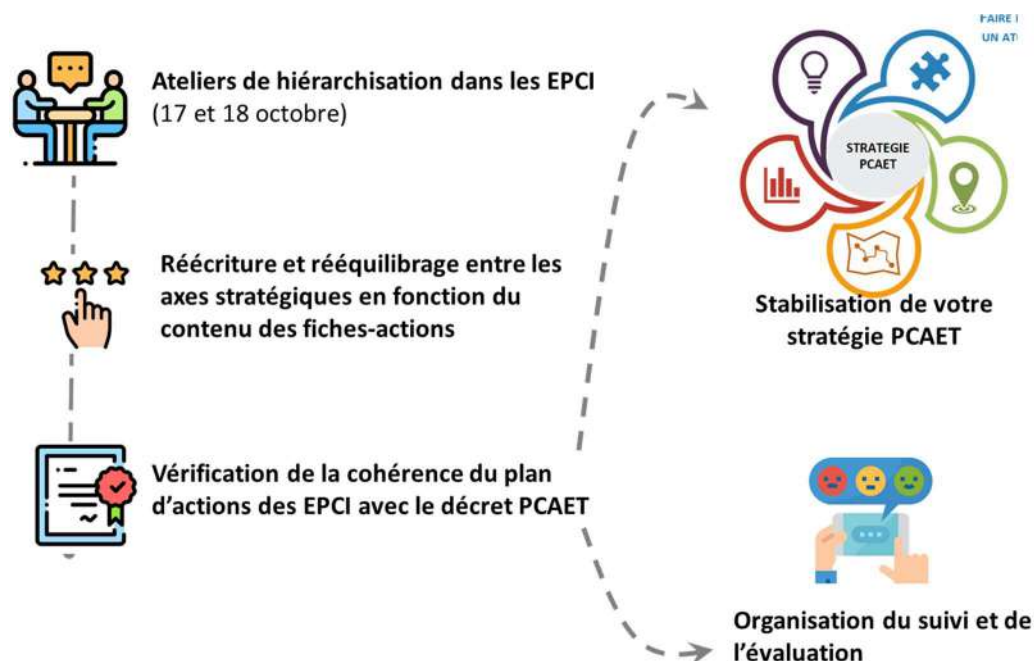 Ateliers de hiérarchisation dans les EPCI
(17 et 18 octobre)
Réécriture et rééquilibrage entre les
axes stratégiques en fonction du
contenu des fiches-actions
Vérification de la cohérence du plan
d’actions des EPCI avec le décret PCAET
FAIRE
UN
STRATEGIE
PCAET
Stabilisation de votre
stratégie PCAET
Organisation du suivi et de
l’évaluation